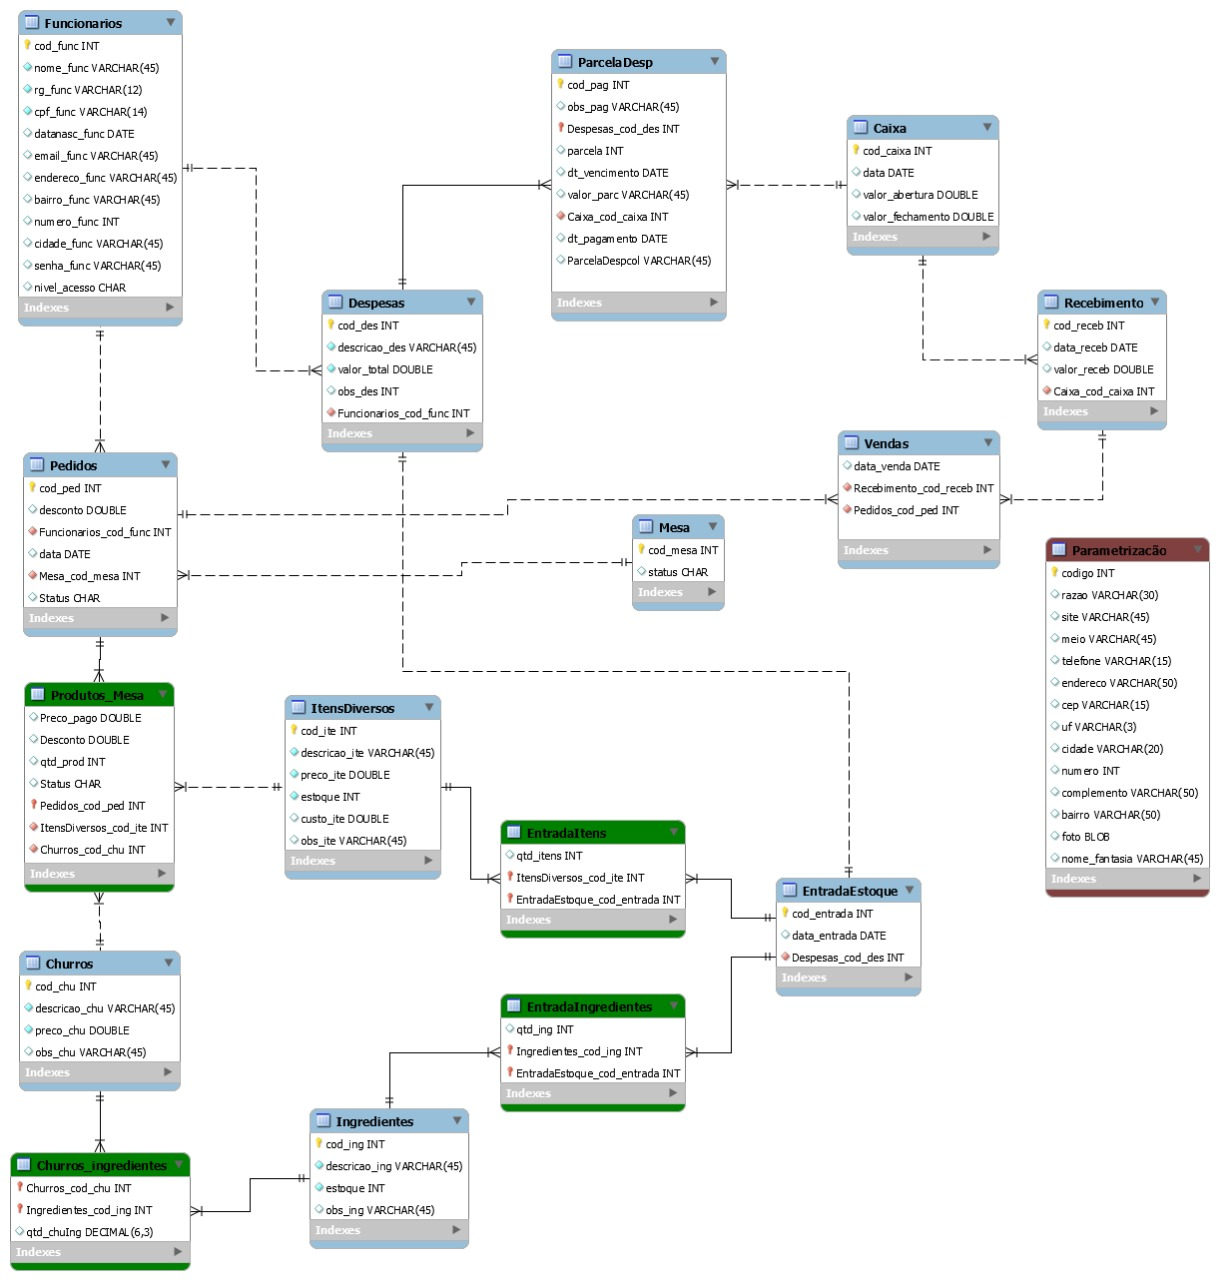 Funcionarios
cod_func INT
nome_func VARCHAR(45)
rg_func VARCHAR(12)
cpf_func VARCHAR(14)
datanasc_func DATE
email_func VARCHAR(45)
endereco_func VARCHAR(45)
bairro_func VARCHAR(45)
numero_func INT
cidade_func VARCHAR(45)
senha_func VARCHAR(45)
nivel_acesso CHAR
Indexes
ParcelaDesp
cod_pag INT
obs_pag VARCHAR(45)
Despesas_cod_des INT
parcela INT
dt_vencimento DATE
valor_parc VARCHAR(45)
Caixa_cod_caixa INT
dt_pagamento DATE
ParcelaDespcol VARCHAR(45)
Indexes
Caixa
cod_caixa INT
data DATE
valor_abertura DOUBLE
valor_fechamento DOUBLE
Indexes
Despesas
cod_des INT
descricao_des VARCHAR(45)
valor_total DOUBLE
obs_des INT
Funcionarios_cod_func INT
Indexes
Recebimento
cod_receb INT
data_receb DATE
valor_receb DOUBLE
Caixa_cod_caixa INT
Indexes
Pedidos
cod_ped INT
desconto DOUBLE
Funcionarios_cod_func INT
data DATE
Mesa_cod_mesa INT
Status CHAR
Indexes
Vendas
data_venda DATE
Recebimento_cod_receb INT
Pedidos_cod_ped INT
Indexes
Mesa
cod_mesa INT
status CHAR
Indexes
Parametrizacão
codigo INT
razao VARCHAR(30)
site VARCHAR(45)
meio VARCHAR(45)
telefone VARCHAR(15)
endereco VARCHAR(50)
cep VARCHAR(15)
uf VARCHAR(3)
cidade VARCHAR(20)
numero INT
complemento VARCHAR(50)
bairro VARCHAR(50)
foto BLOB
nome_fantasia VARCHAR(45)
Indexes
Produtos_Mesa
Preco_pago DOUBLE
Desconto DOUBLE
qtd_prod INT
Status CHAR
Pedidos_cod_ped INT
ItensDiversos_cod_ite INT
Churros_cod_chu INT
Indexes
ItensDiversos
cod_ite INT
descricao_ite VARCHAR(45)
preco_ite DOUBLE
estoque INT
custo_ite DOUBLE
obs_ite VARCHAR(45)
Indexes
EntradaItens
qtd_itens INT
ItensDiversos_cod_ite INT
EntradaEstoque_cod_entrada INT
Indexes
EntradaEstoque
cod_entrada INT
data_entrada DATE
Despesas_cod_des INT
Indexes
Churros
cod_chu INT
descricao_chu VARCHAR(45)
preco_chu DOUBLE
obs_chu VARCHAR(45)
Indexes
EntradaIngredientes
qtd_ing INT
Ingredientes_cod_ing INT
EntradaEstoque_cod_entrada INT
Indexes
Ingredientes
cod_ing INT
descricao_ing VARCHAR(45)
estoque INT
obs_ing VARCHAR(45)
Indexes
Churros_ingredientes
Churros_cod_chu INT
Ingredientes_cod_ing INT
qtd_chuIng DECIMAL(6,3)
Indexes